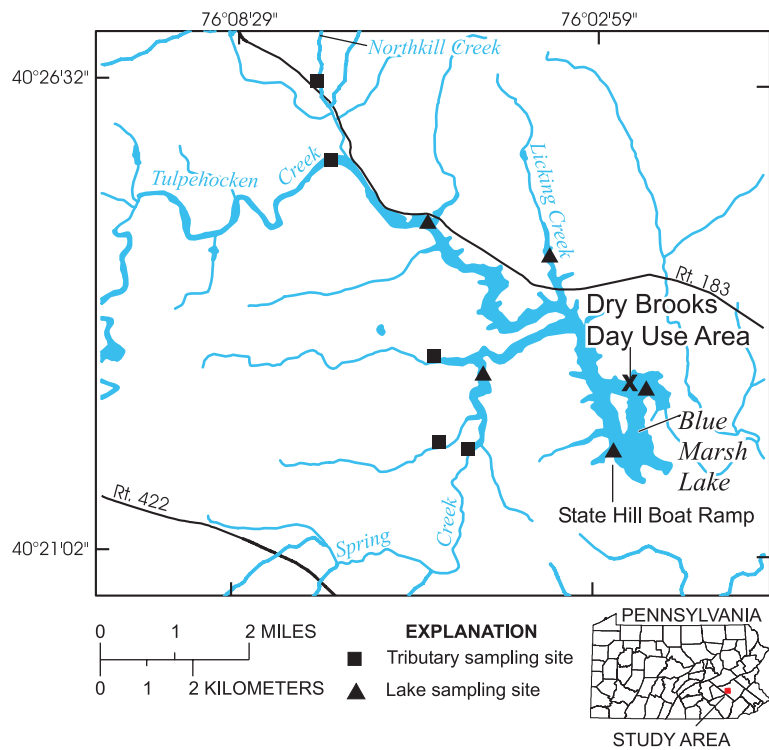 76°08'29"
76°02'59"
Northkill Creek
40°26'32"
Tulpehocken
Creek
Licking Creek
Rt. 183
Dry Brooks
Day Use Area
Blue
Marsh
Lake
State Hill Boat Ramp
Rt. 422
Spring
Creek
40°21'02"
0 1 2 MILES
0 1 2 KILOMETERS
EXPLANATION
Tributary sampling site
Lake sampling site
PENNSYLVANIA
STUDY AREA